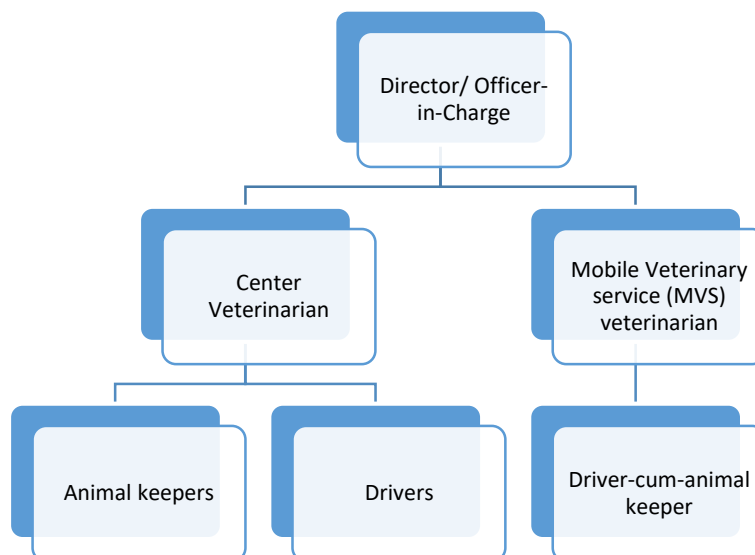 Director/ Officer-
in-Charge
Center
Veterinarian
Mobile Veterinary
service (MVS)
veterinarian
Animal keepers
Drivers
Driver-cum-animal
keeper